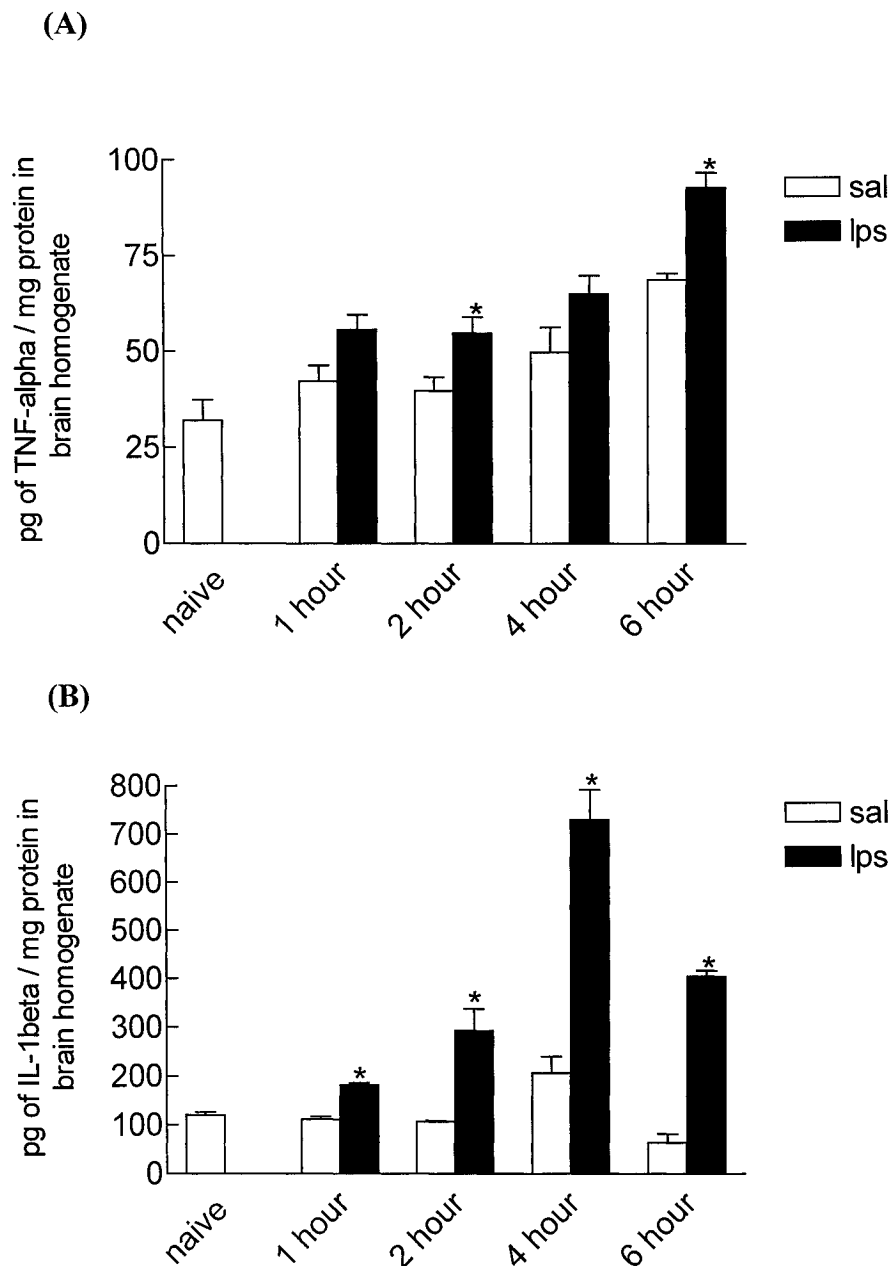 (A)
pg of TNF-alpha / mg protein in
brain homogenate
100
75
50
25
0
*
*
sal
lps
naive
1 hour
2 hour
4 hour
6 hour
(B)
pg of IL-1beta / mg protein in
brain homogenate
800
700
600
500
400
300
200
100
0
*
*
*
*
sal
lps
naive
1 hour
2 hour
4 hour
6 hour